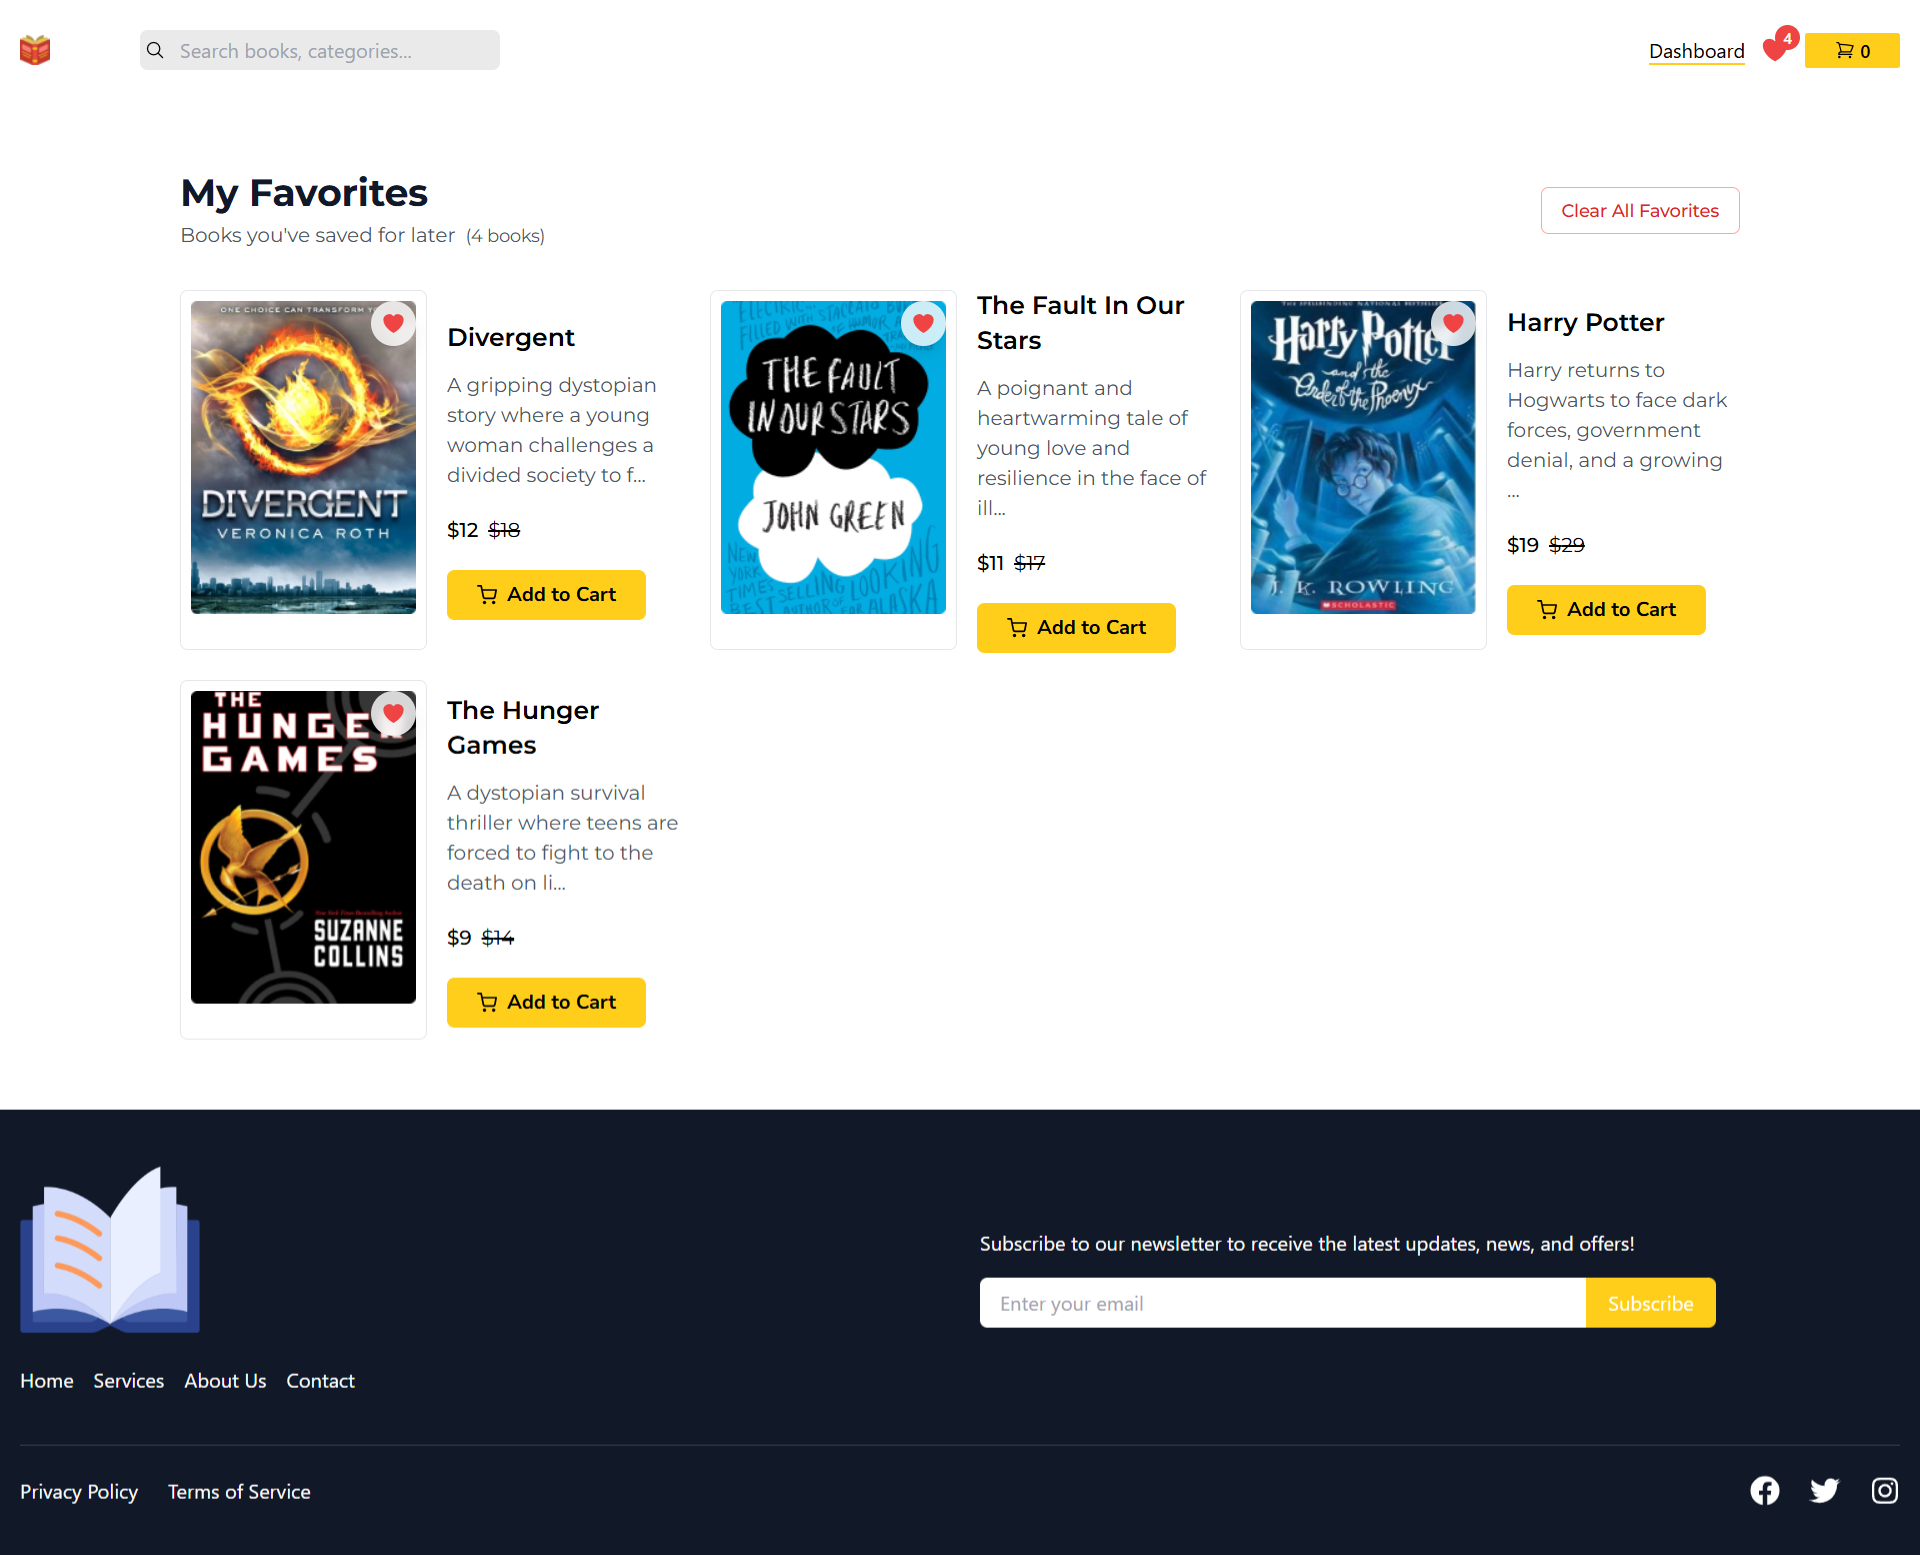 Search books, categories...
Dashboard
4
0
My Favorites
Books you've saved for later (4 books)
Clear All Favorites
ONE CHOICE CAN TRANSFORM
DIVERGENT
VERONICA ROTH
Divergent
A gripping dystopian
story where a young
woman challenges a
divided society to f...
$12 $18
Add to Cart
THE FAULT
IN OUR STARS
JOHN GREEN
The Fault In Our
Stars
A poignant and
heartwarming tale of
young love and
resilience in the face of
ill...
$11 $17
Add to Cart
Harry Potter
and the
Order of the Phoenix
J. K. ROWLING
SCHOLASTIC
Harry Potter
Harry returns to
Hogwarts to face dark
forces, government
denial, and a growing
...
$19 $29
Add to Cart
THE
HUNGER
GAMES
SUZANNE
COLLINS
The Hunger
Games
A dystopian survival
thriller where teens are
forced to fight to the
death on li...
$9 $14
Add to Cart
Subscribe to our newsletter to receive the latest updates, news, and offers!
Enter your email
Subscribe
Home Services About Us Contact
Privacy Policy Terms of Service